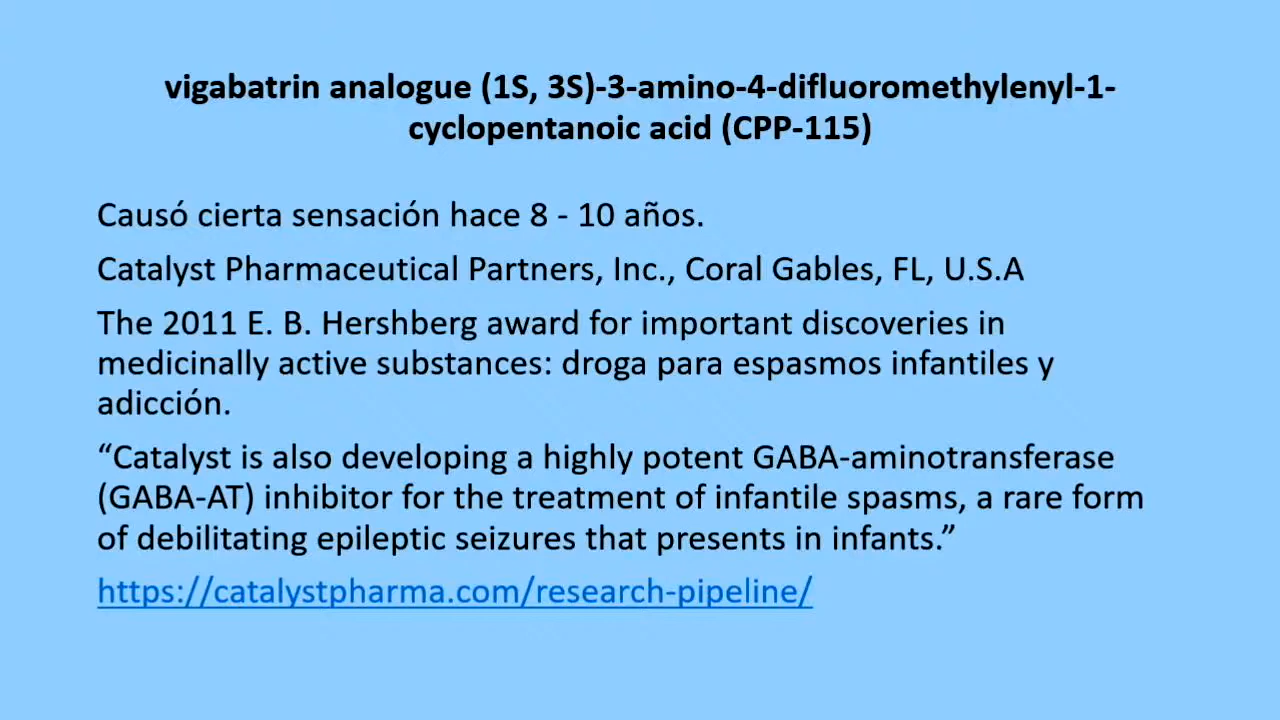 vigabatrin analogue (1S, 3S)-3-amino-4-difluoromethylenyl-1-
cyclopentanoic acid (CPP-115)
Causó cierta sensación hace 8 - 10 años.
Catalyst Pharmaceutical Partners, Inc., Coral Gables, FL, U.S.A
The 2011 E. B. Hershberg award for important discoveries in
medicinally active substances: droga para espasmos infantiles y
adicción.
“Catalyst is also developing a highly potent GABA-aminotransferase
(GABA-AT) inhibitor for the treatment of infantile spasms, a rare form
of debilitating epileptic seizures that presents in infants.”
https://catalystpharma.com/research-pipeline/